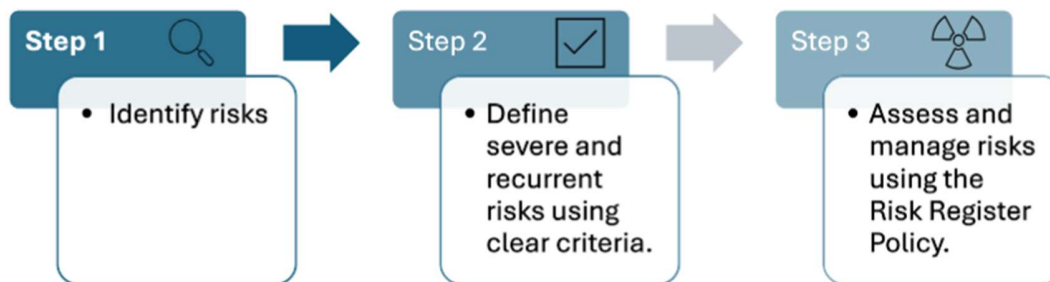 Step 1
• Identify risks
Step 2
• Define
severe and
recurrent
risks using
clear criteria.
Step 3
• Assess and
manage risks
using the
Risk Register
Policy.